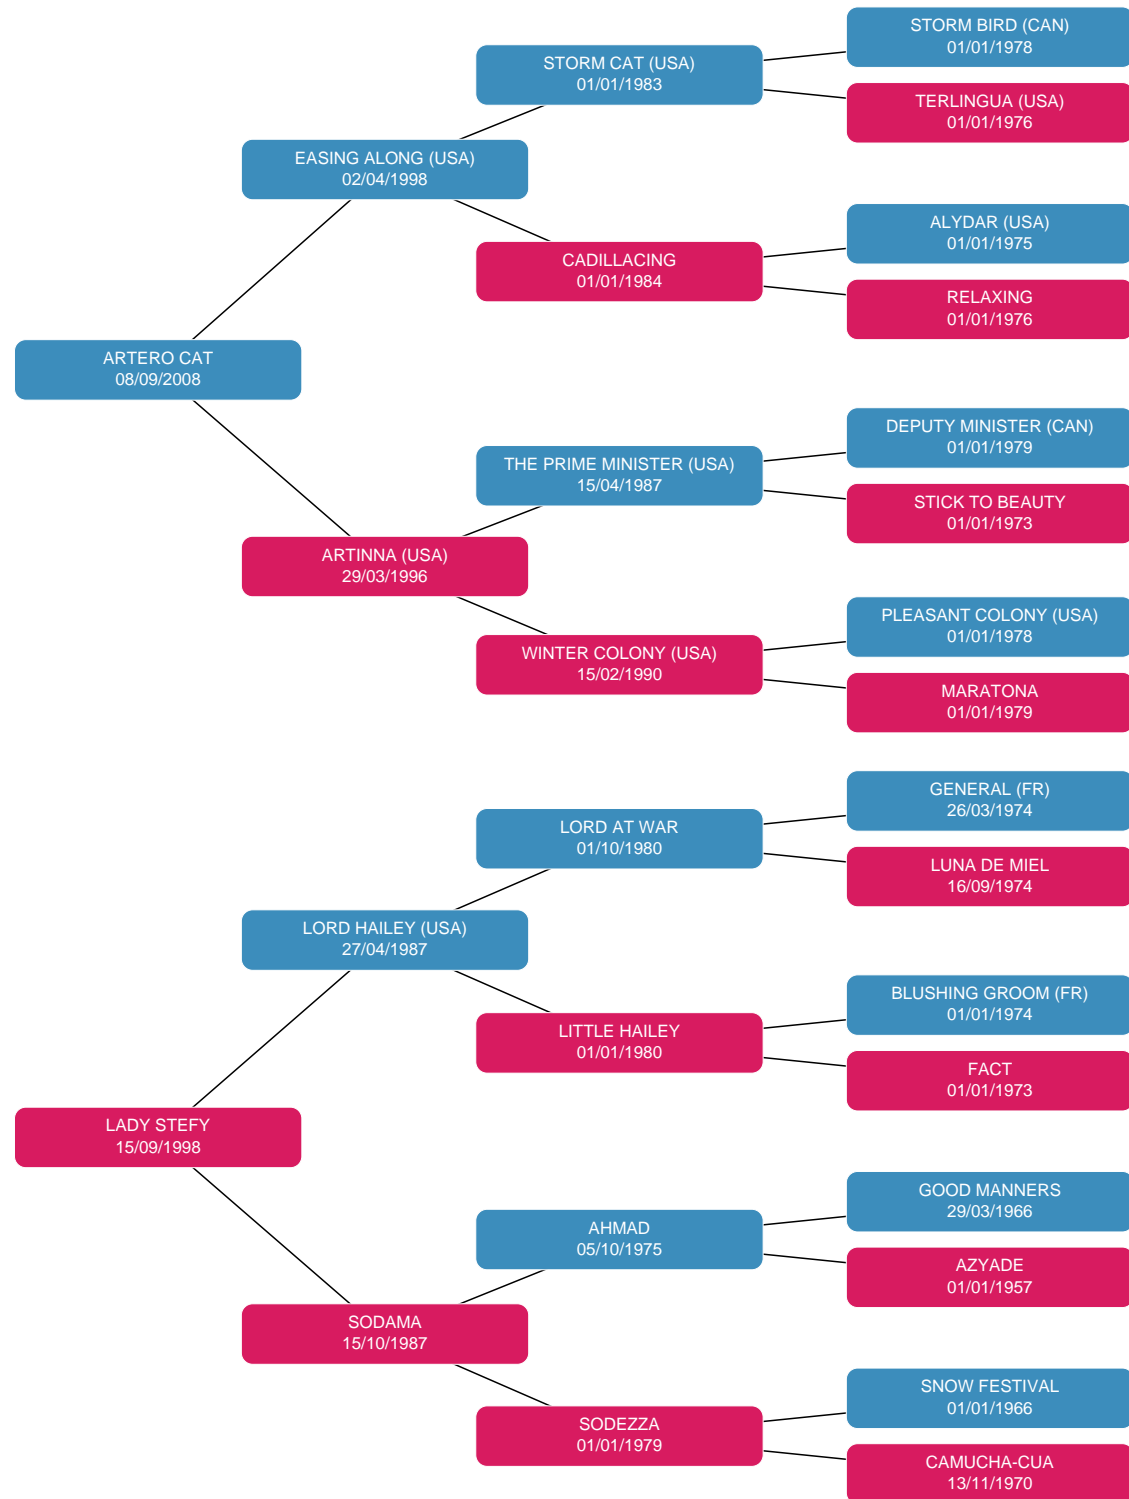 STORM BIRD (CAN)
01/01/1978
STORM CAT (USA)
01/01/1983
TERLINGUA (USA)
01/01/1976
EASING ALONG (USA)
02/04/1998
ALYDAR (USA)
01/01/1975
CADILLACING
01/01/1984
RELAXING
01/01/1976
ARTERO CAT
08/09/2008
DEPUTY MINISTER (CAN)
01/01/1979
THE PRIME MINISTER (USA)
15/04/1987
STICK TO BEAUTY
01/01/1973
ARTINNA (USA)
29/03/1996
PLEASANT COLONY (USA)
01/01/1978
WINTER COLONY (USA)
15/02/1990
MARATONA
01/01/1979
GENERAL (FR)
26/03/1974
LORD AT WAR
01/10/1980
LUNA DE MIEL
16/09/1974
LORD HAILEY (USA)
27/04/1987
BLUSHING GROOM (FR)
01/01/1974
LITTLE HAILEY
01/01/1980
FACT
01/01/1973
LADY STEFY
15/09/1998
GOOD MANNERS
29/03/1966
AHMAD
05/10/1975
AZYADE
01/01/1957
SODAMA
15/10/1987
SNOW FESTIVAL
01/01/1966
SODEZZA
01/01/1979
CAMUCHA-CUA
13/11/1970